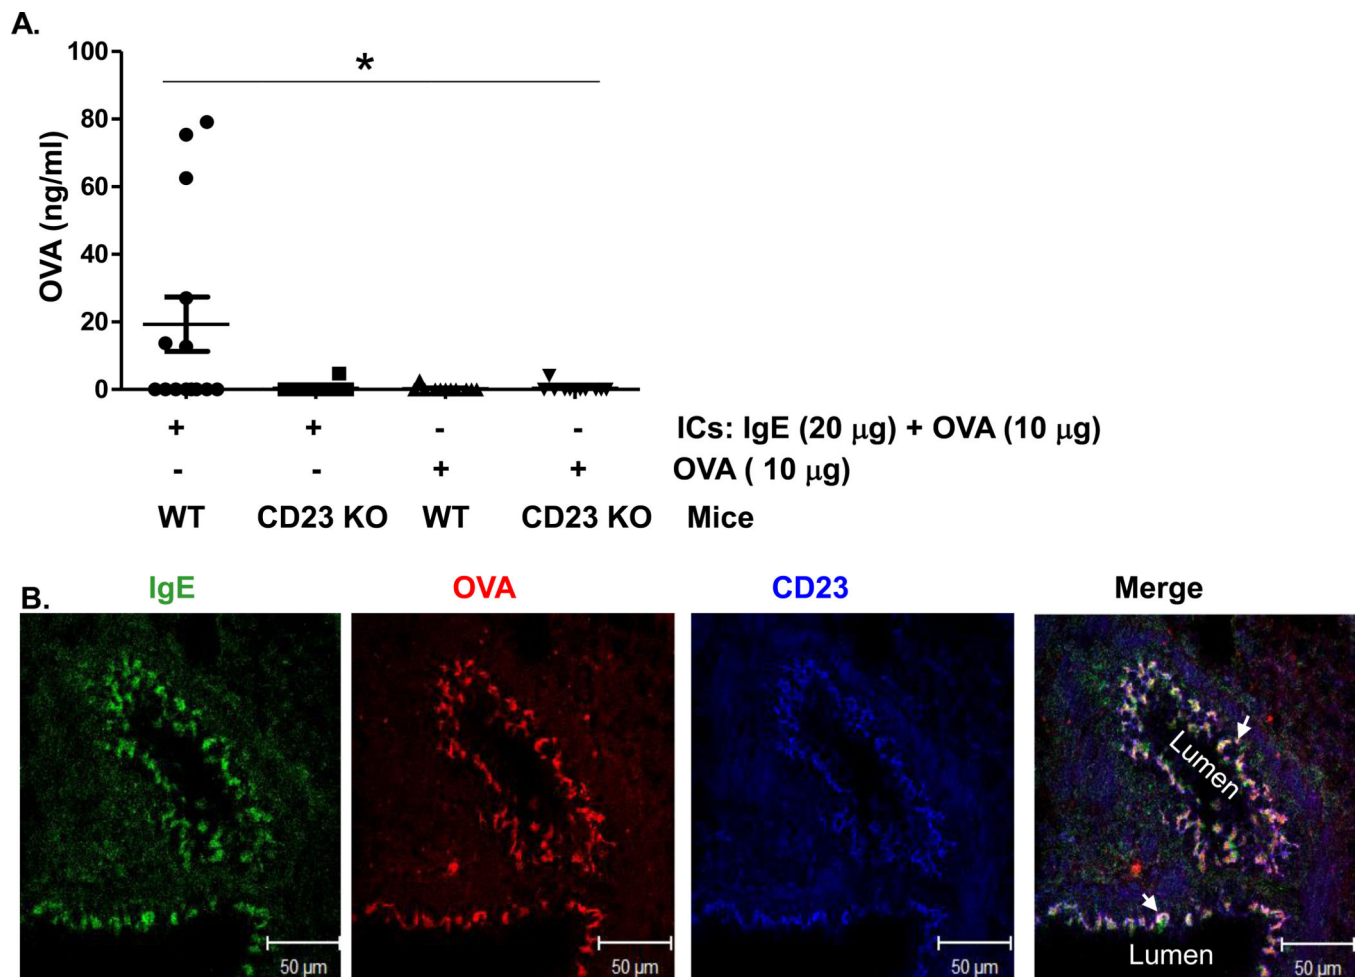 A.
*
100
80
60
40
20
0
OVA (ng/ml)
+ + - - ICs: IgE (20 μg) + OVA (10 μg)
- - + + OVA ( 10 μg)
WT CD23 KO WT CD23 KO Mice
B. IgE OVA CD23 Merge
Lumen
Lumen
50 μm 50 μm 50 μm 50 μm